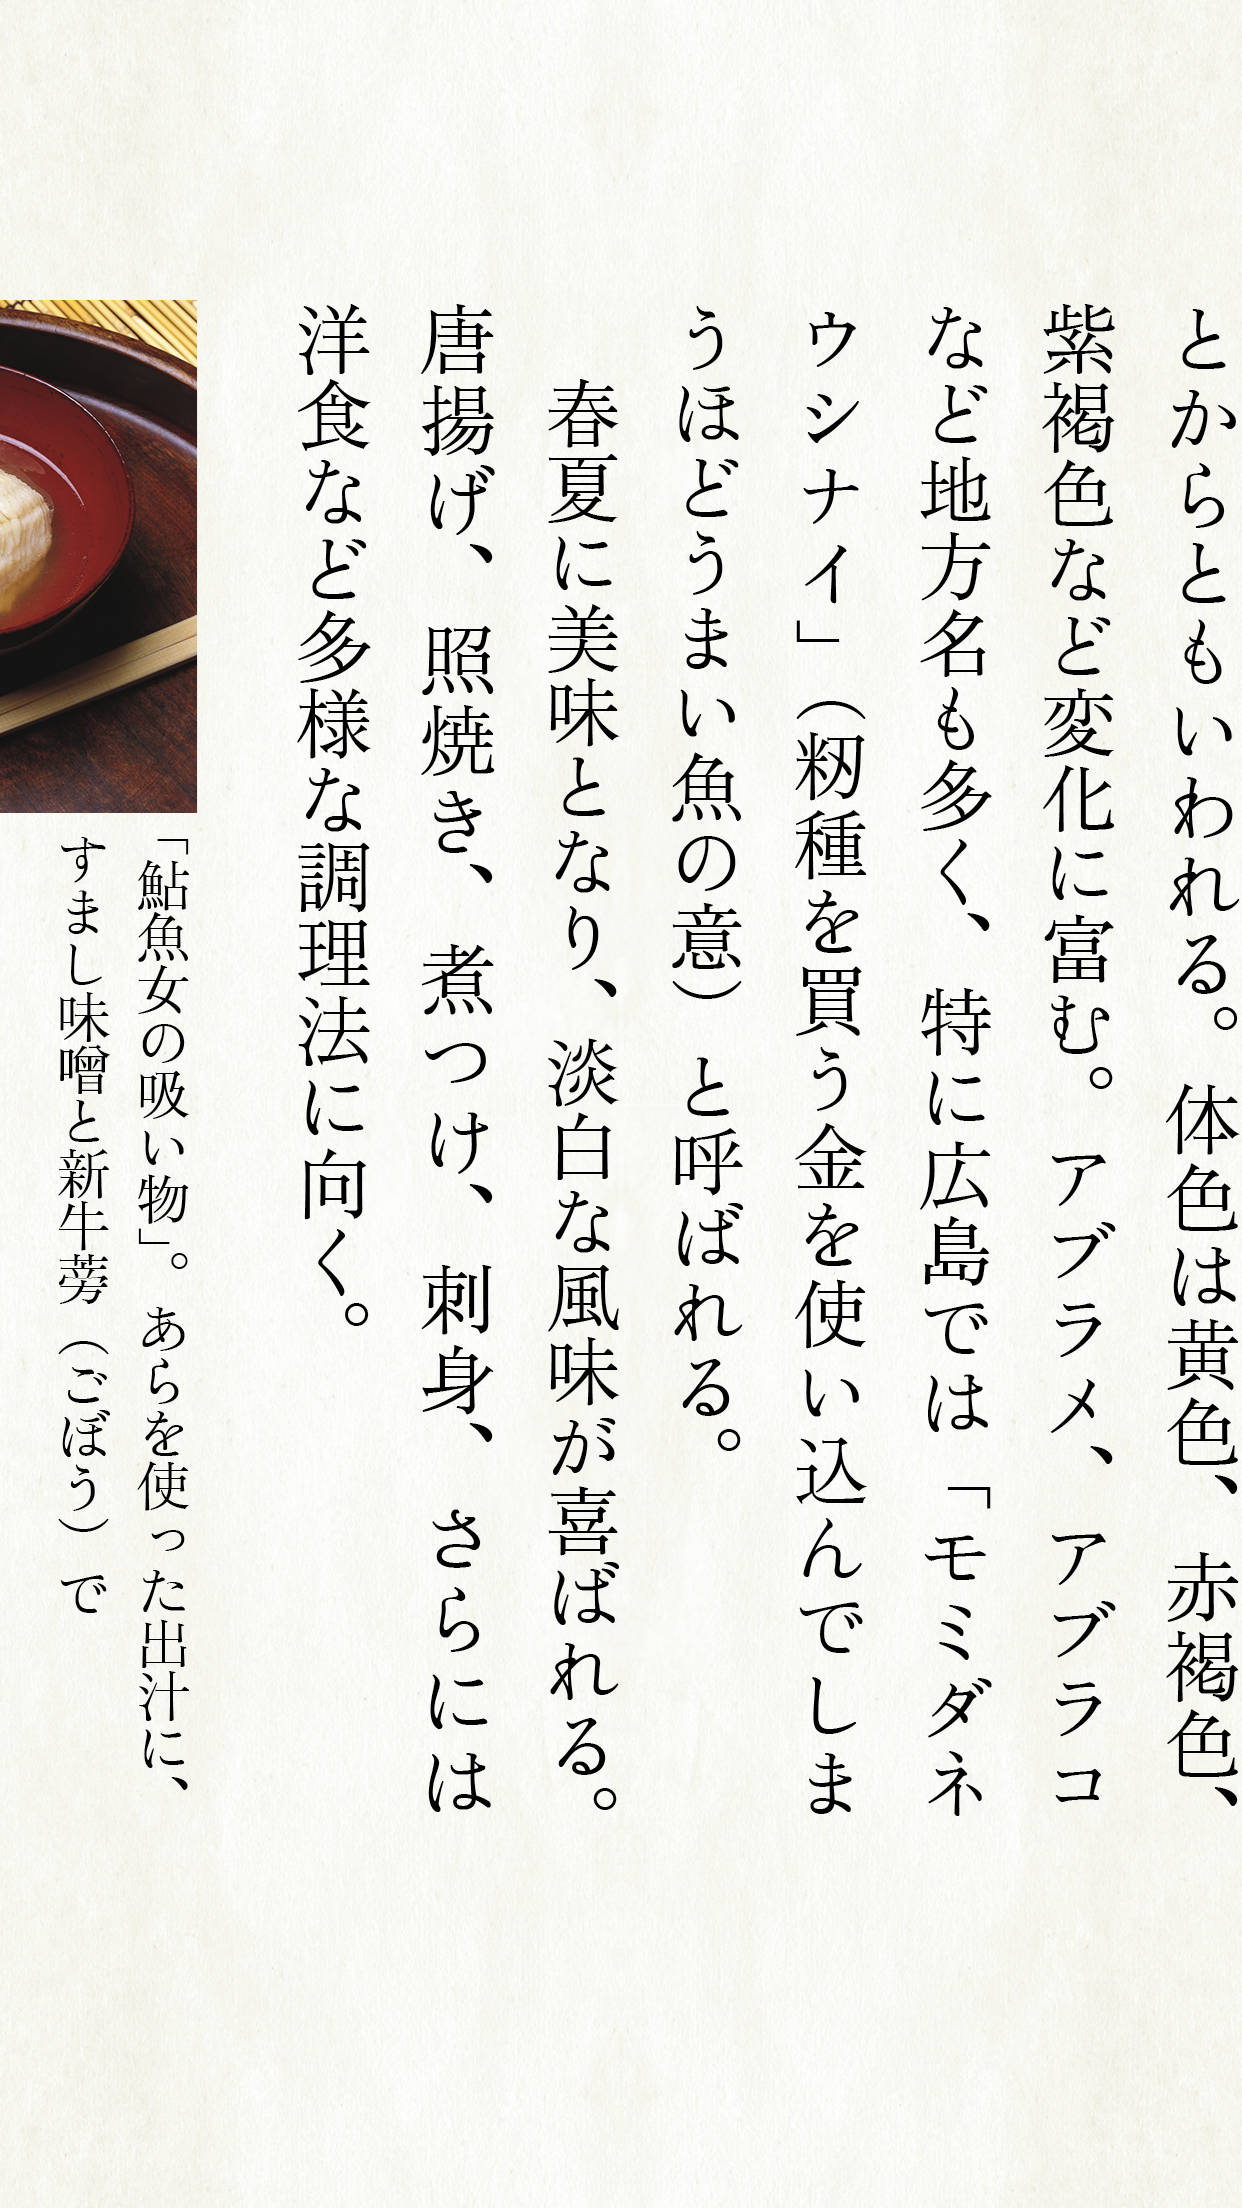 とからともいわれる。体色は黄色、赤褐色、
紫褐色など変化に富む。アブラメ、アブラコ
など地方名も多く、特に広島では「モミダネ
ウシナイ」（籾種を買う金を使い込んでしま
うほどうまい魚の意）と呼ばれる。
春夏に美味となり、淡白な風味が喜ばれる。
唐揚げ、照焼き、煮つけ、刺身、さらには
洋食など多様な調理法に向く。
「鮎魚女の吸い物」。あらを使った出汁に、
すまし味噌と新牛蒡（ごぼう）で